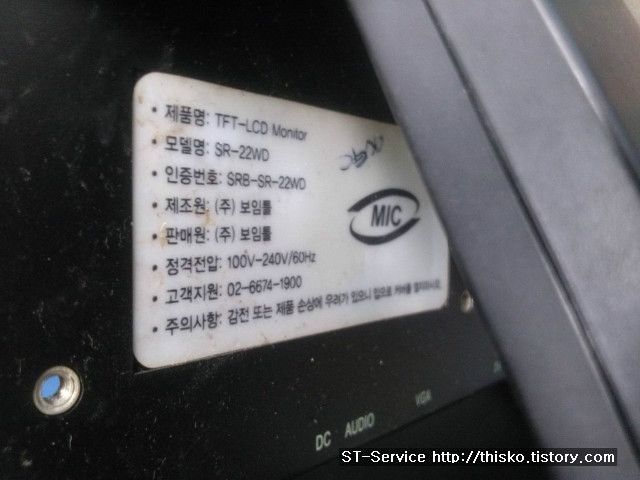 • 제품명: TFT-LCD Monitor
• 모델명: SR-22WD
• 인증번호: SRB-SR-22WD
• 제조원: (주) 보임틀
• 판매원: (주) 보임틀
• 정격전압: 100V-240V/60Hz
• 고객지원: 02-6674-1900
• 주의사항: 감전 또는 제품 손상에 우려가 있으니 임으로 커버를 열지마시오.
MIC
DC AUDIO VGA
ST-Service http://thisko.tistory.com